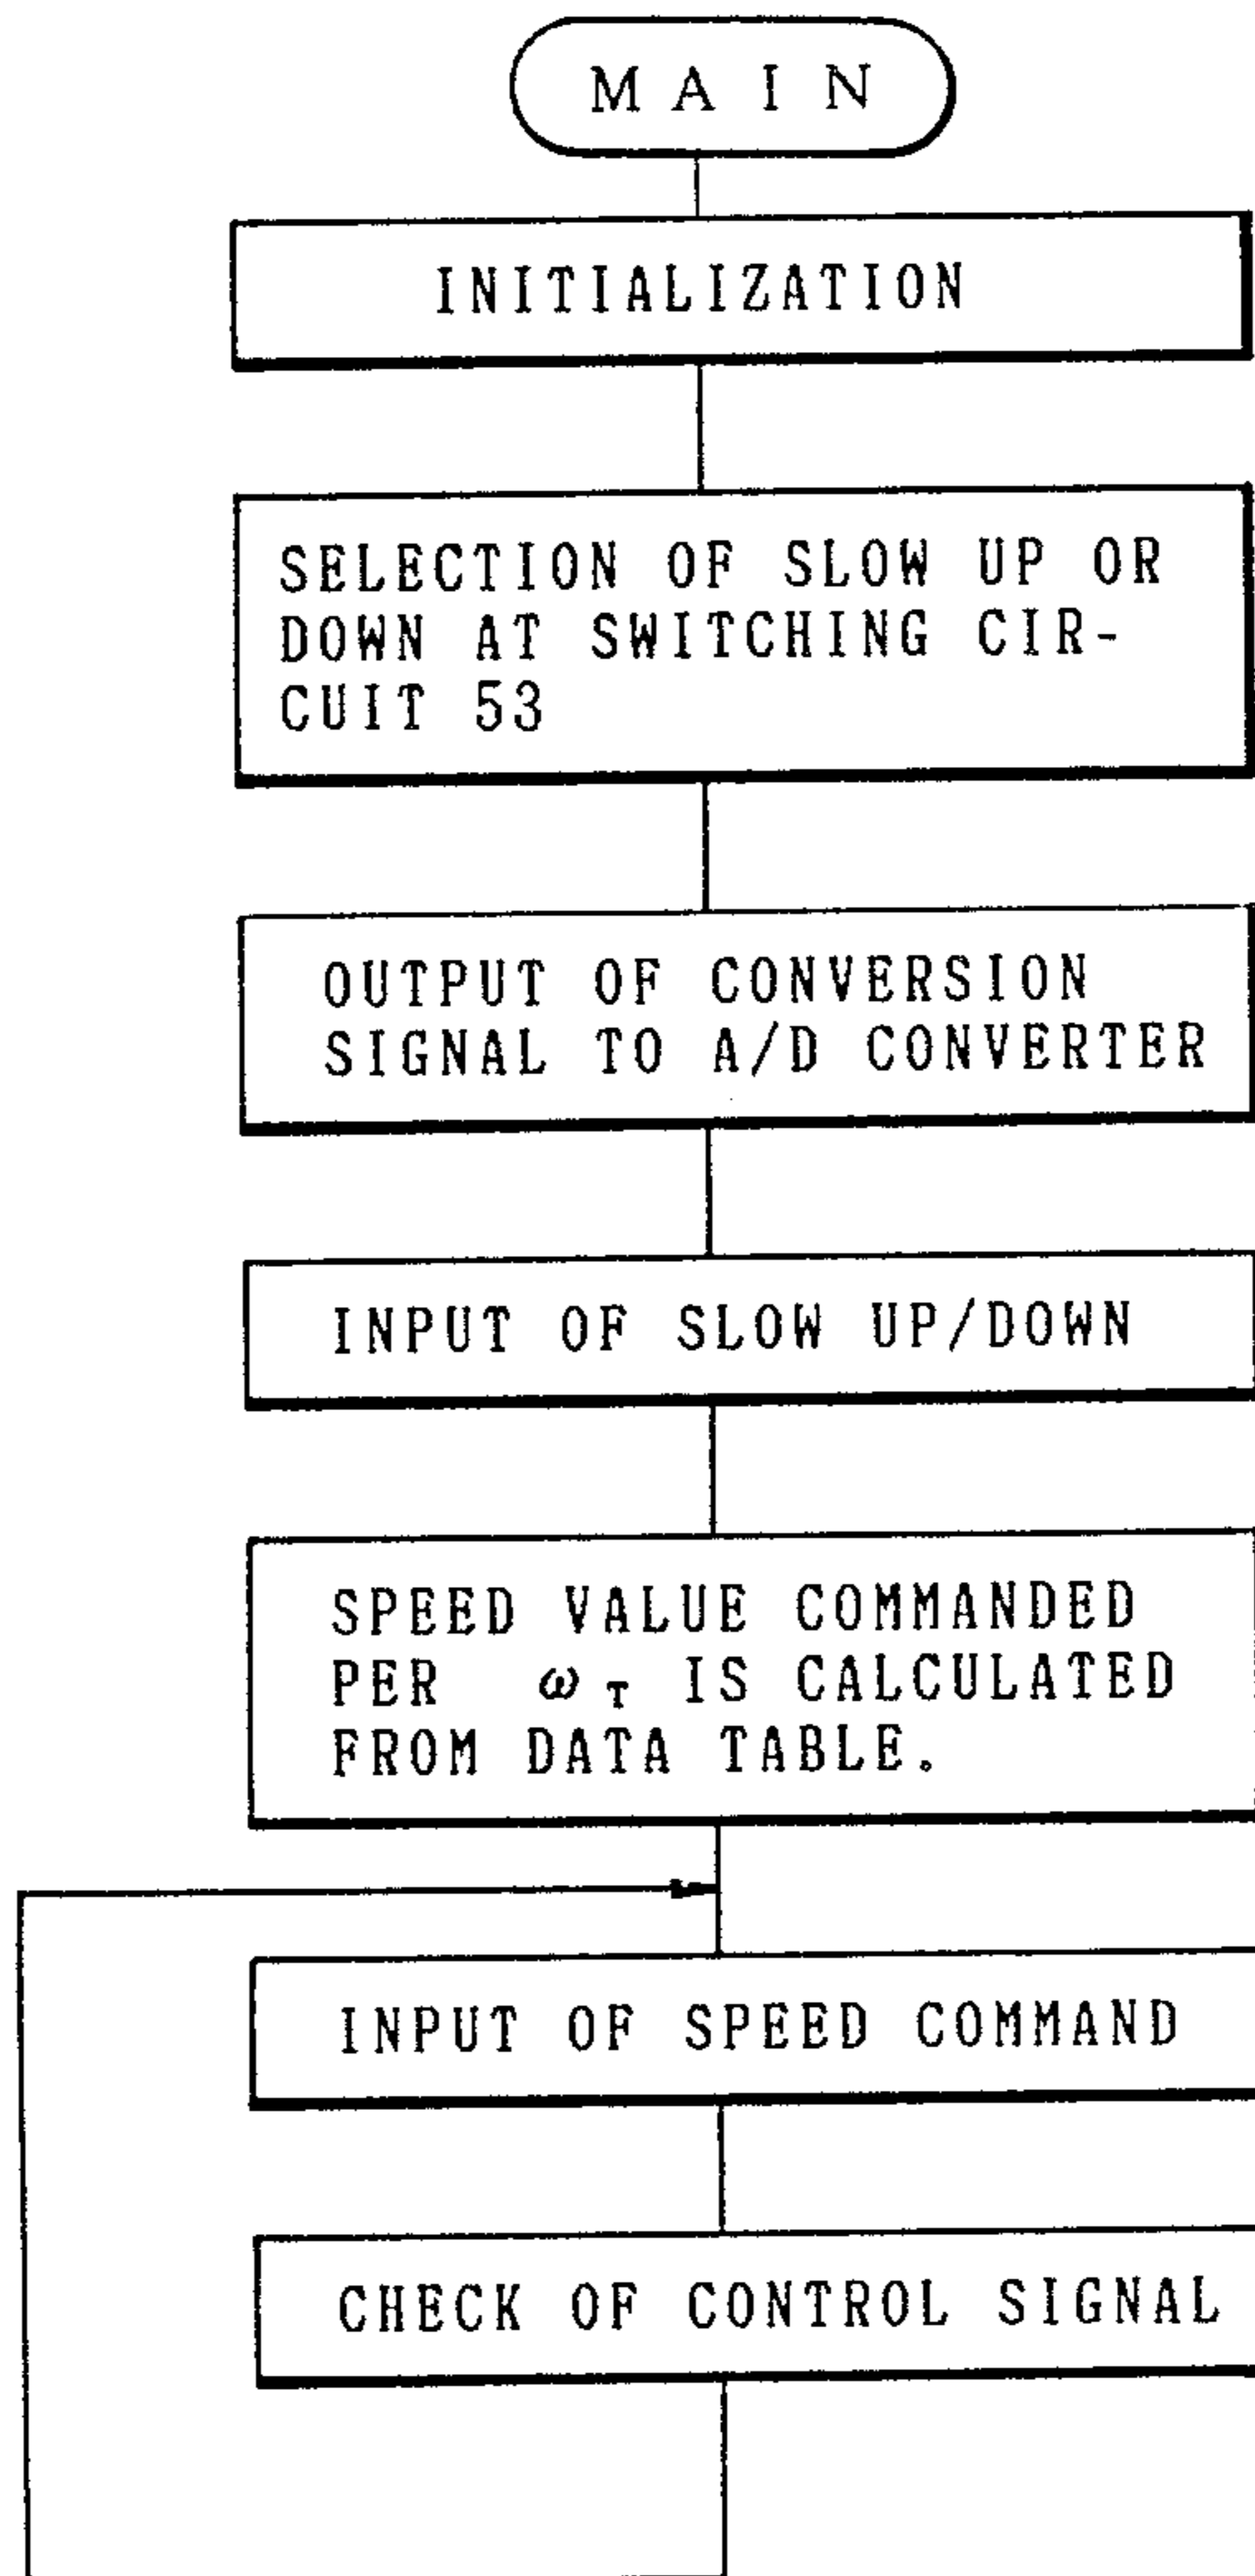 MAIN
INITIALIZATION
SELECTION OF SLOW UP OR
DOWN AT SWITCHING CIR-
CUIT 53
OUTPUT OF CONVERSION
SIGNAL TO A/D CONVERTER
INPUT OF SLOW UP/DOWN
SPEED VALUE COMMANDED
PER ωT IS CALCULATED
FROM DATA TABLE.
INPUT OF SPEED COMMAND
CHECK OF CONTROL SIGNAL